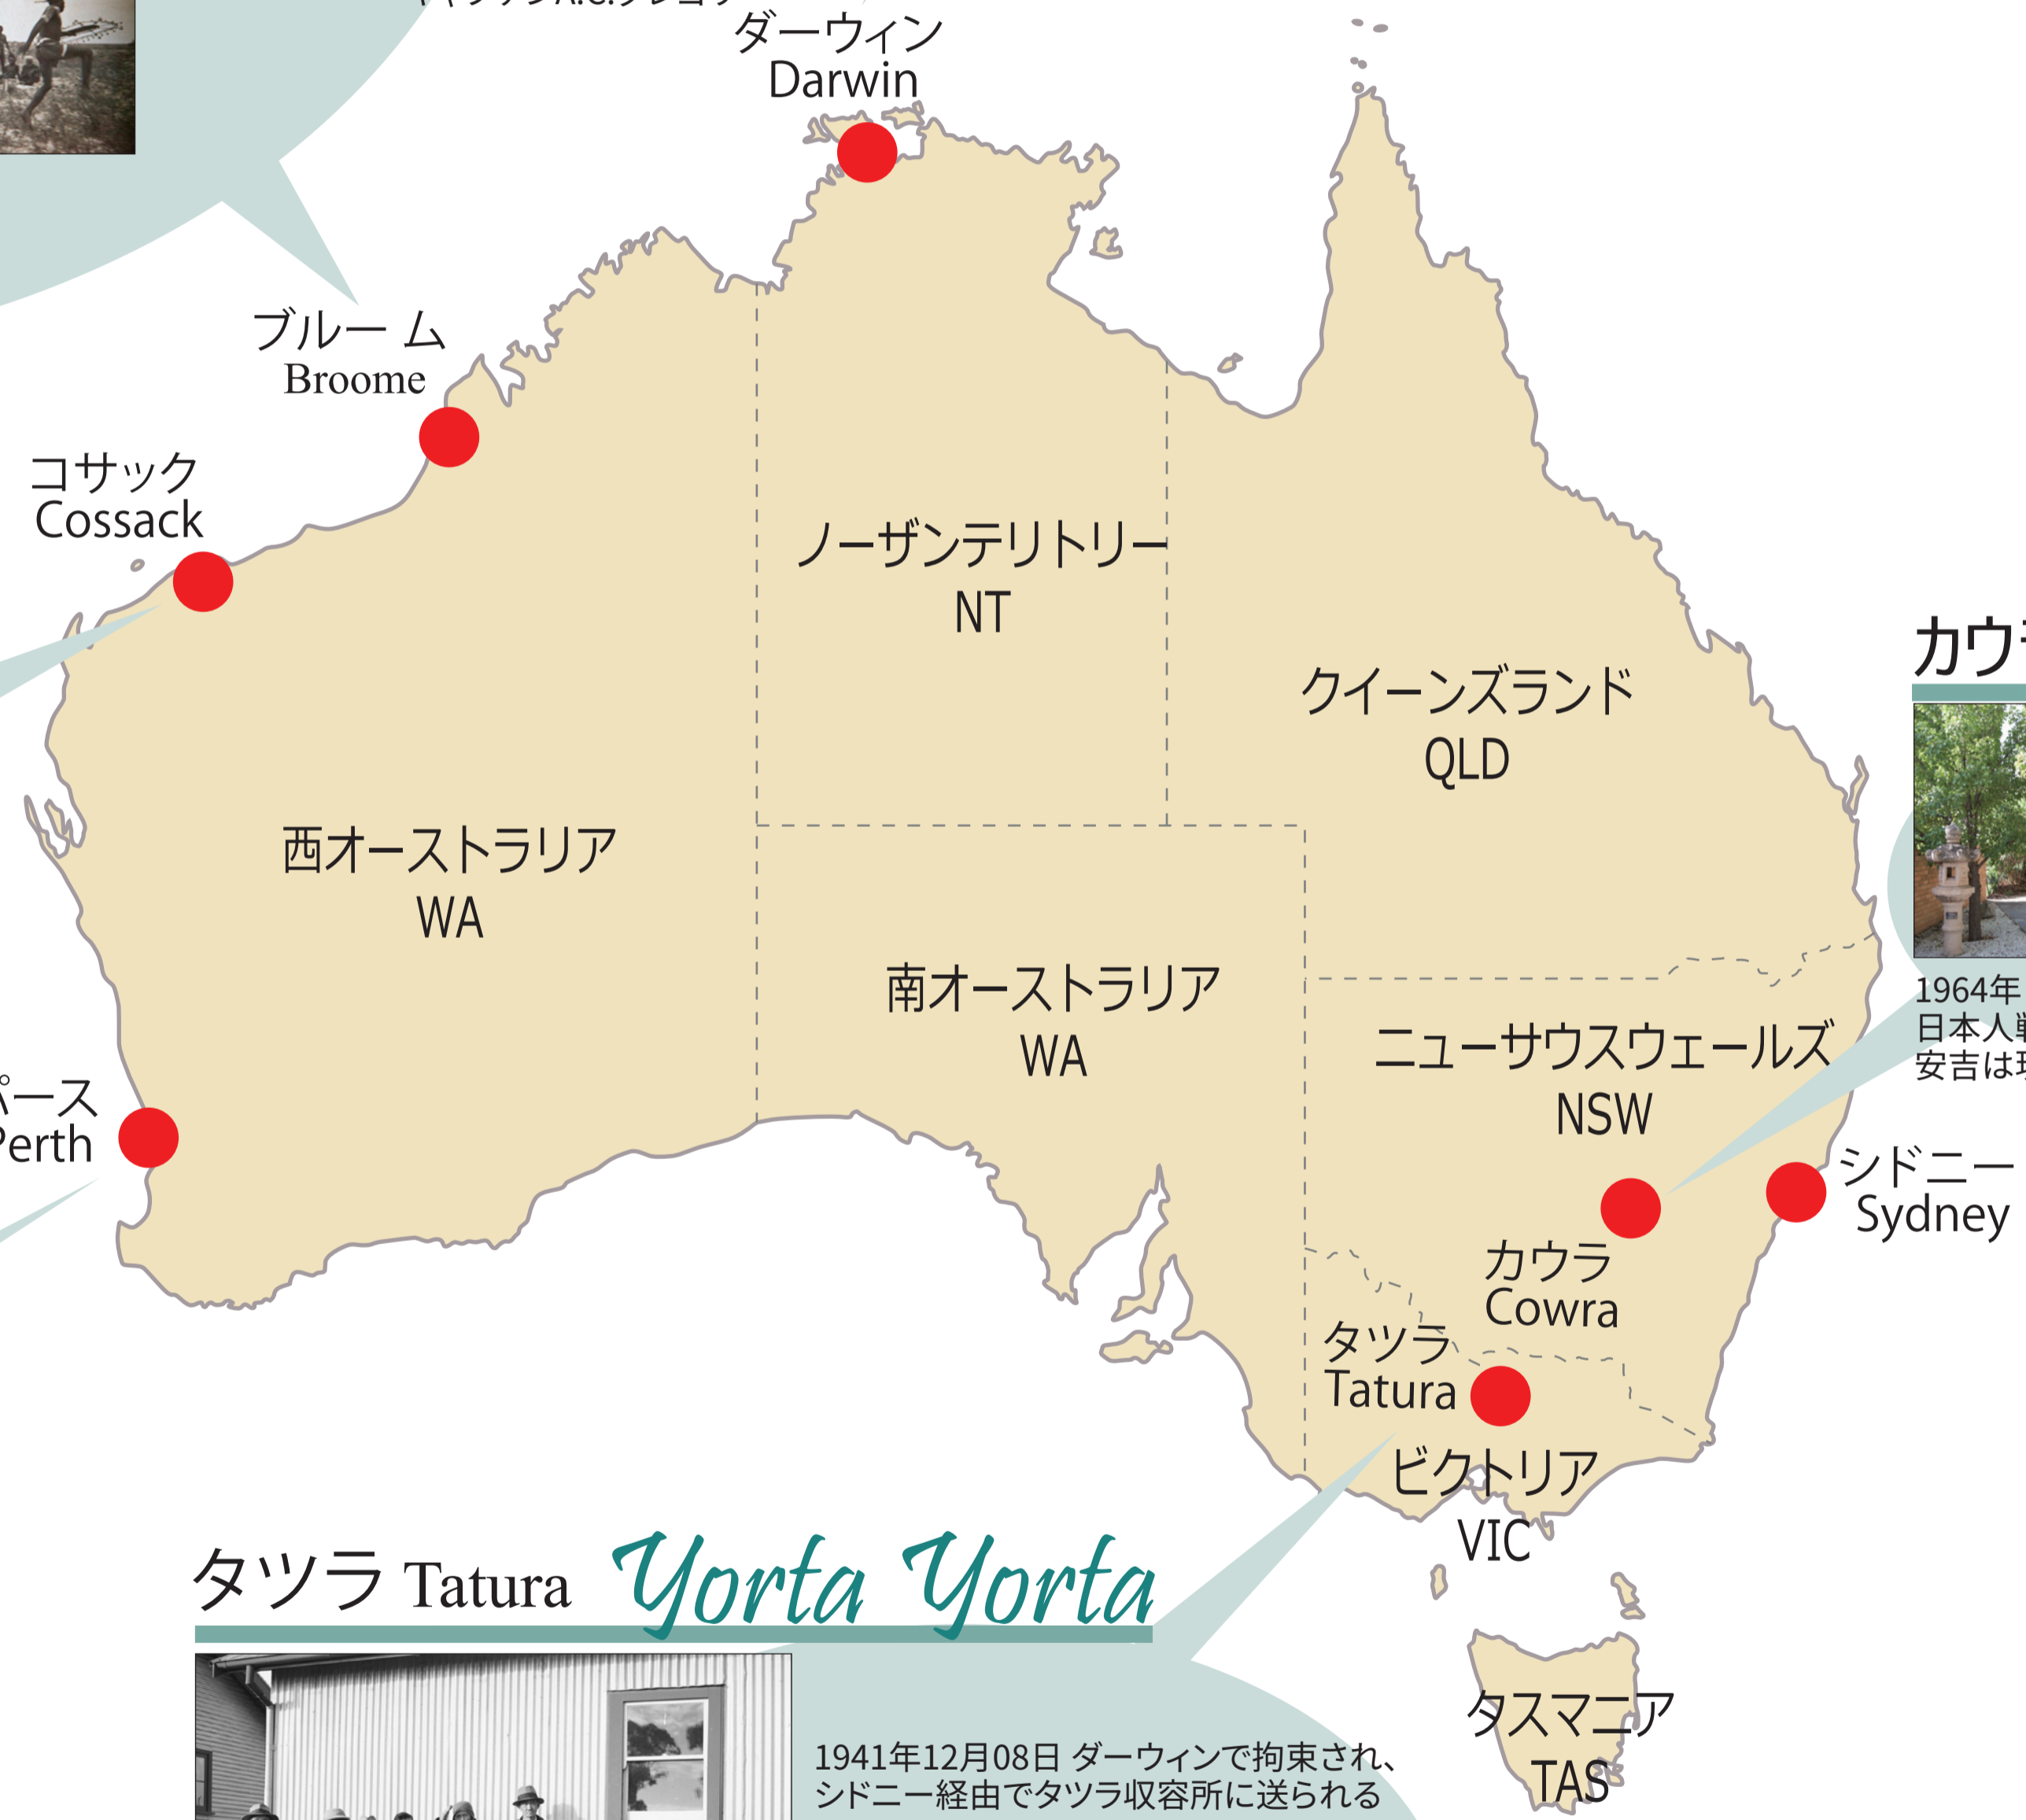 ダーウィン
Darwin
ブルーム
Broome
コサック
Cossack
ノーザンテリトリー
NT
クイーンズランド
QLD
西オーストラリア
WA
南オーストラリア
WA
ニューサウスウェールズ
NSW
パース
Perth
シドニー
Sydney
カウラ
Cowra
タツラ
Tatura
ビクトリア
VIC
タスマニア
TAS
カウ
1964年
日本人
安吉は
タツラ Tatura Yorta Yorta
1941年12月08日 ダーウィンで拘束され、
シドニー経由でタツラ収容所に送られる